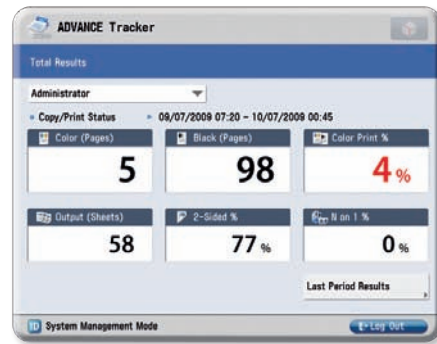 ADVANCE Tracker
Total Results
Administrator
Copy/Print Status 09/07/2009 07:20 - 10/07/2009 00:45
Color (Pages) Black (Pages) Color Print %
5 98 4 %
Output (Sheets) 2-Sided % N on 1 %
58 77 % 0 %
Last Period Results
ID System Management Mode Log Out